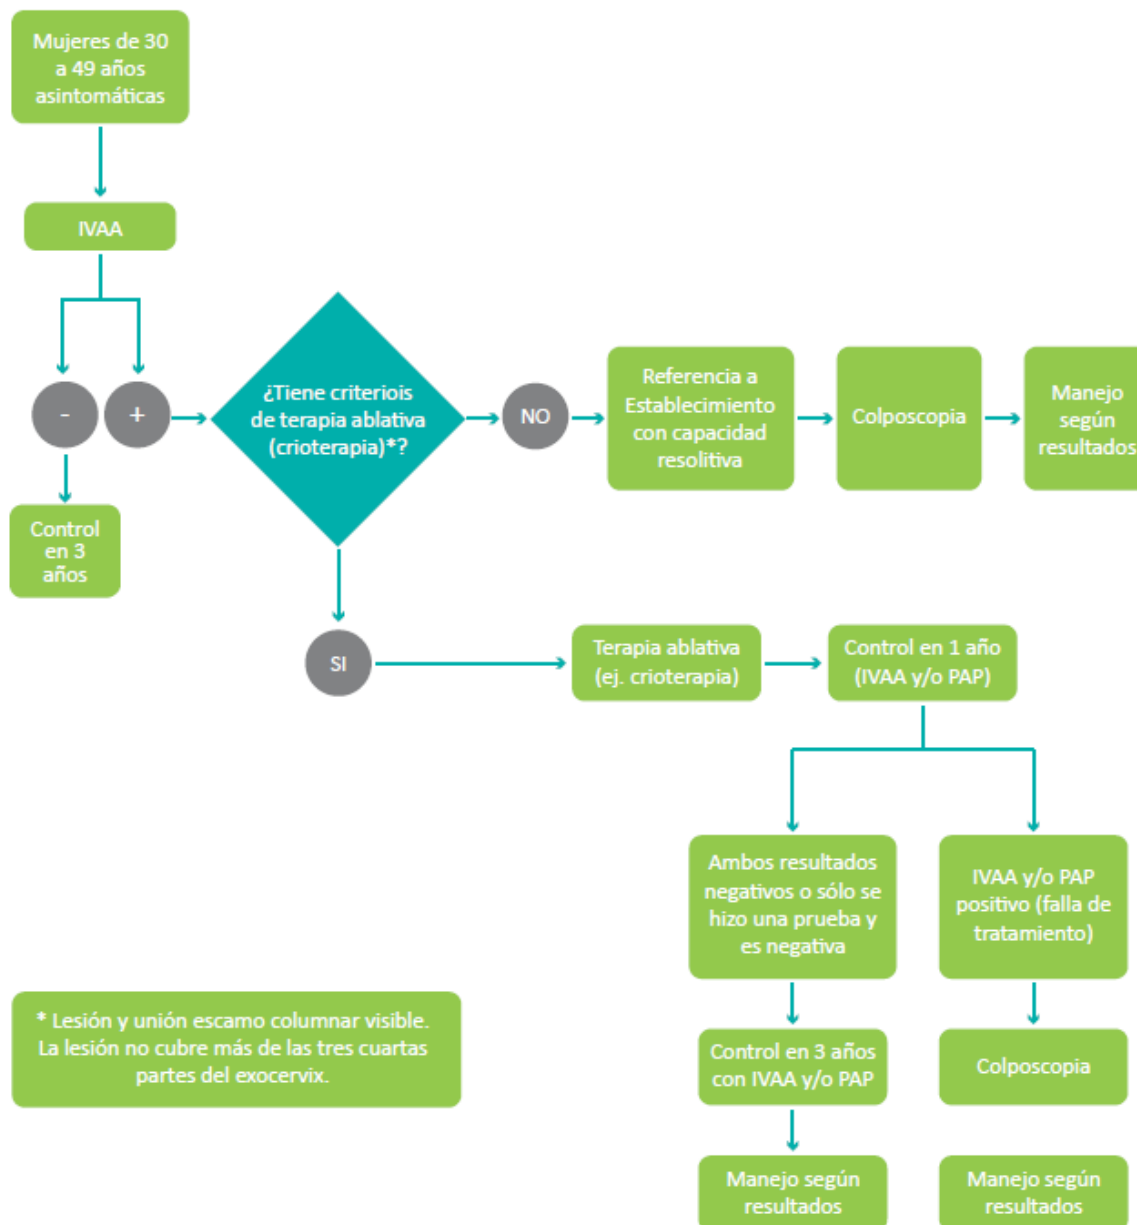 Mujeres de 30
a 49 años
asintomáticas
IVAA
-
+
¿Tiene criteriois
de terapia ablativa
(crioterapia)*?
NO
Referencia a
Establecimiento
con capacidad
resolitiva
Colposcopia
Manejo
según
resultados
Control
en 3
años
SI
Terapia ablativa
(ej. crioterapia)
Control en 1 año
(IVAA y/o PAP)
Ambos resultados
negativos o sólo se
hizo una prueba y
es negativa
IVAA y/o PAP
positivo (falla de
tratamiento)
* Lesión y unión escamo columnar visible.
La lesión no cubre más de las tres cuartas
partes del exocervix.
Control en 3 años
con IVAA y/o PAP
Colposcopia
Manejo según
resultados
Manejo según
resultados